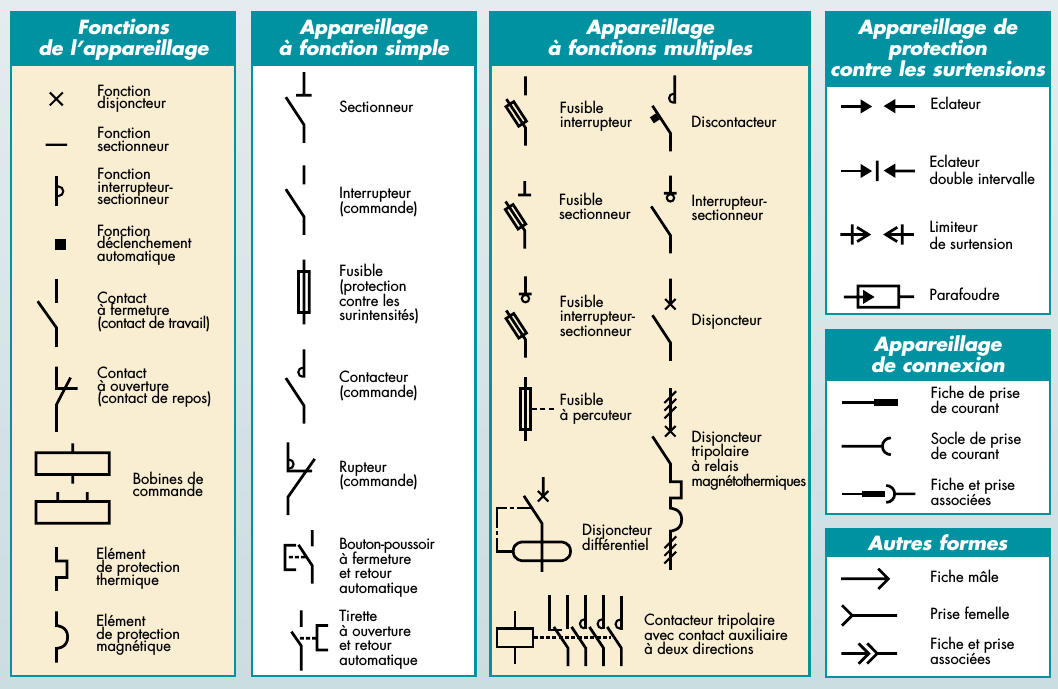 Fonctions
de l'appareillage
Fonction
disjoncteur
Fonction
sectionneur
Fonction
interrupteur-
sectionneur
Fonction
déclenchement
automatique
Contact
à fermeture
(contact de travail)
Contact
à ouverture
(contact de repos)
Bobines de
commande
Elément
de protection
thermique
Elément
de protection
magnétique
Appareillage
à fonction simple
Sectionneur
Interrupteur
(commande)
Fusible
(protection
contre les
surintensités)
Contacteur
(commande)
Rupteur
(commande)
Bouton-poussoir
à fermeture
et retour
automatique
Tirette
à ouverture
et retour
automatique
Appareillage
à fonctions multiples
Fusible
interrupteur
Discontacteur
Fusible
sectionneur
Interrupteur-
sectionneur
Fusible
interrupteur-
sectionneur
Disjoncteur
Fusible
à percuteur
Disjoncteur
tripolaire
à relais
magnétothermiques
Disjoncteur
différentiel
Contacteur tripolaire
avec contact auxiliaire
à deux directions
Appareillage de
protection
contre les surtensions
Eclateur
Eclateur
double intervalle
Limiteur
de surtension
Parafoudre
Appareillage
de connexion
Fiche de prise
de courant
Socle de prise
de courant
Fiche et prise
associées
Autres formes
Fiche mâle
Prise femelle
Fiche et prise
associées